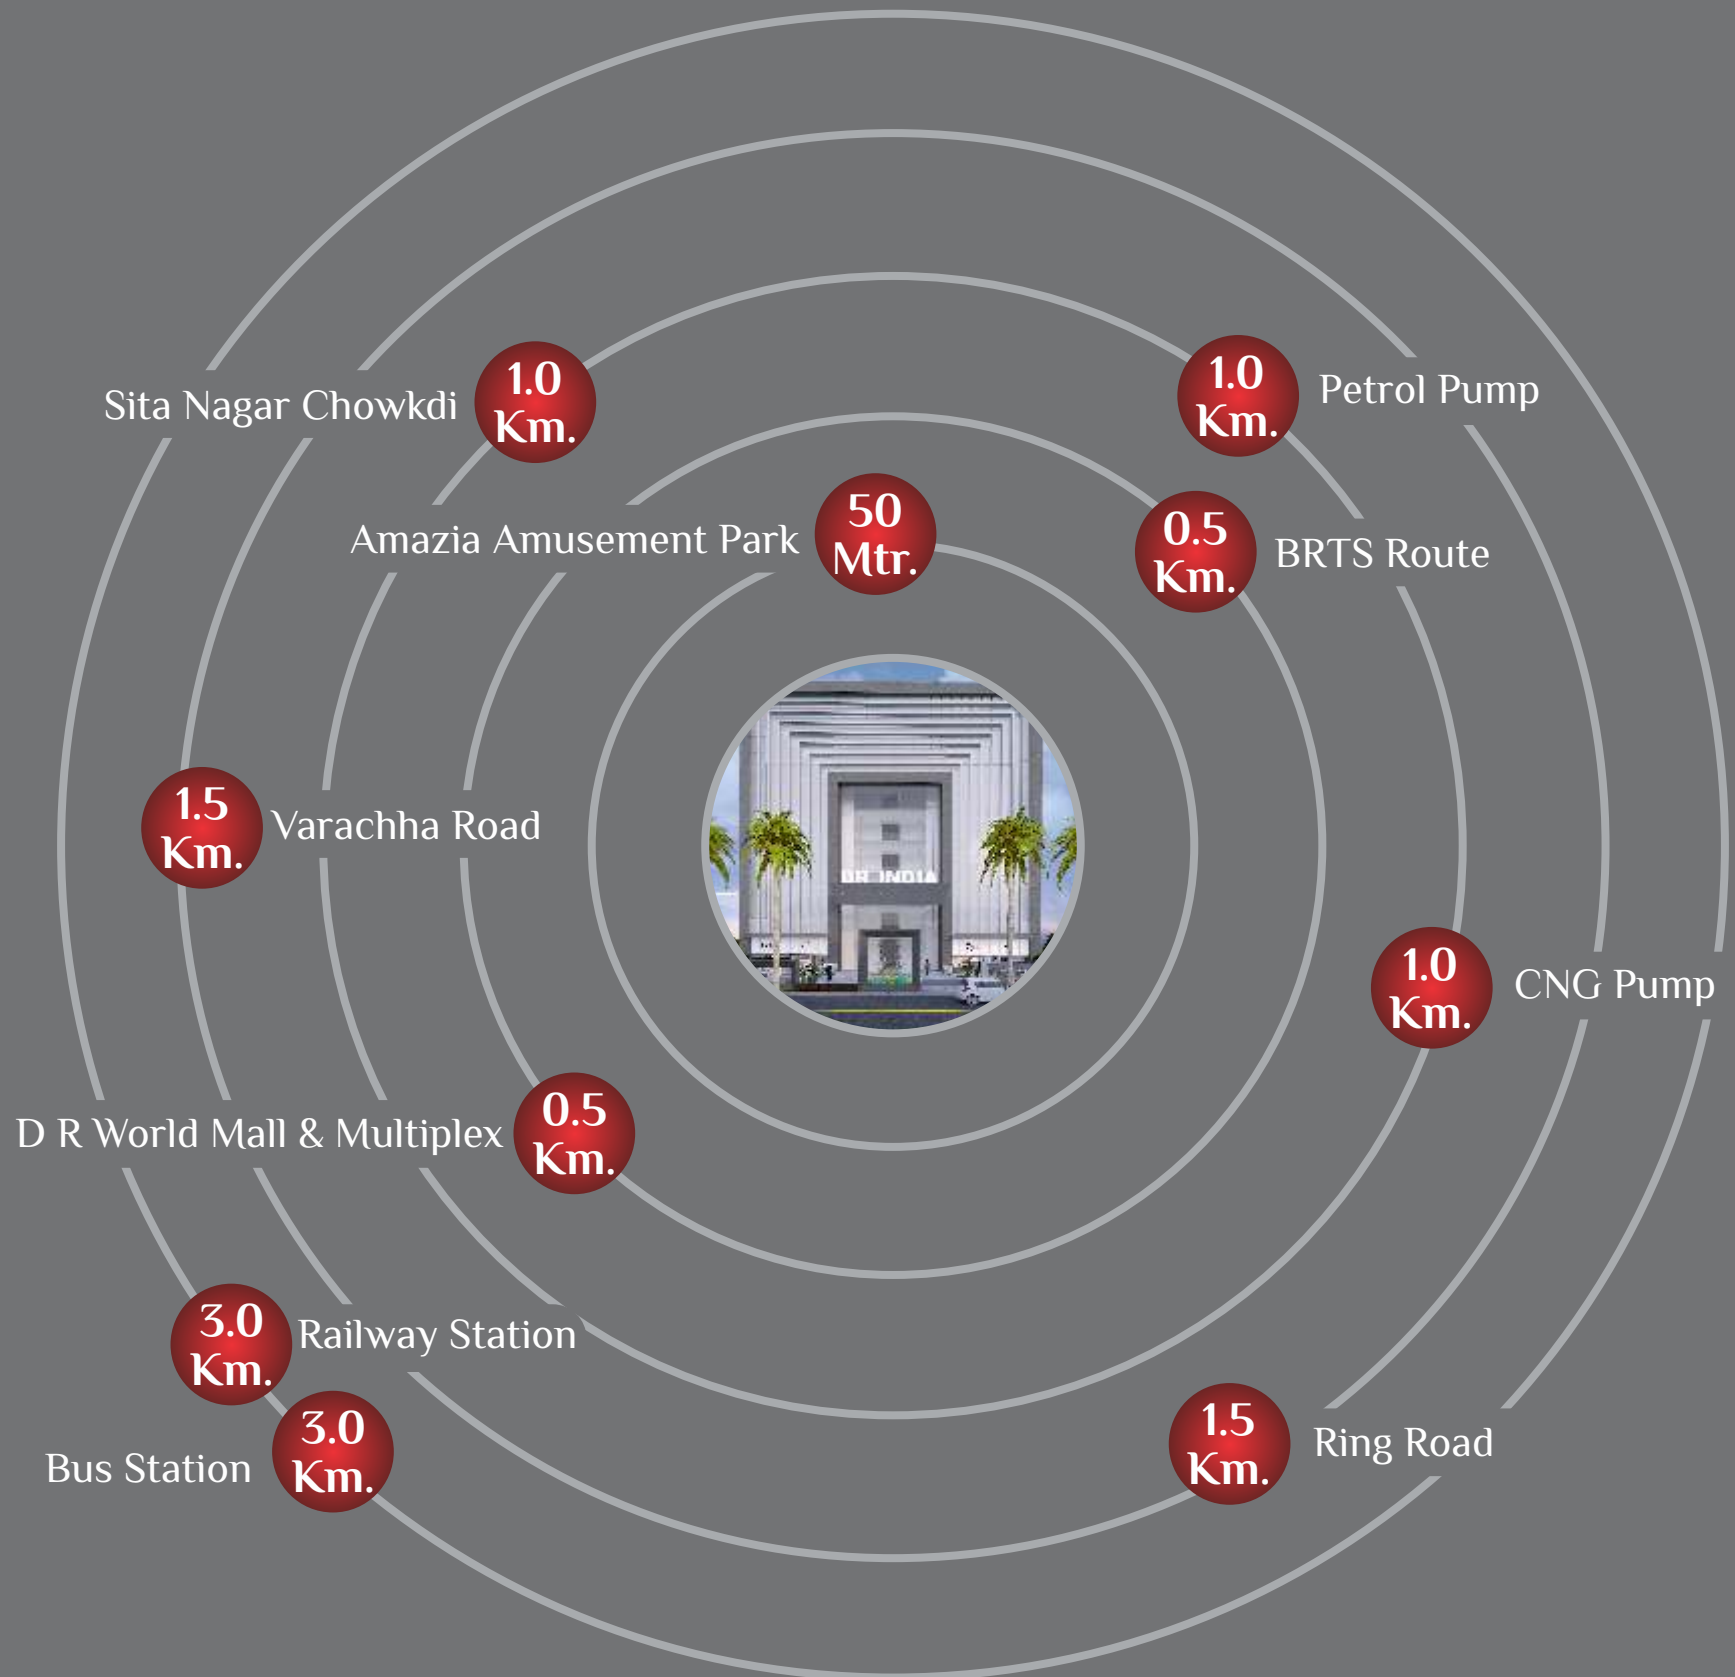 Sita Nagar Chowkdi
1.0
Km.
1.0
Km.
Petrol Pump
Amazia Amusement Park
50
Mtr.
0.5
Km.
BRTS Route
1.5
Km.
Varachha Road
DR INDIA
1.0
Km.
CNG Pump
D R World Mall & Multiplex
0.5
Km.
3.0
Km.
Railway Station
Bus Station
3.0
Km.
1.5
Km.
Ring Road